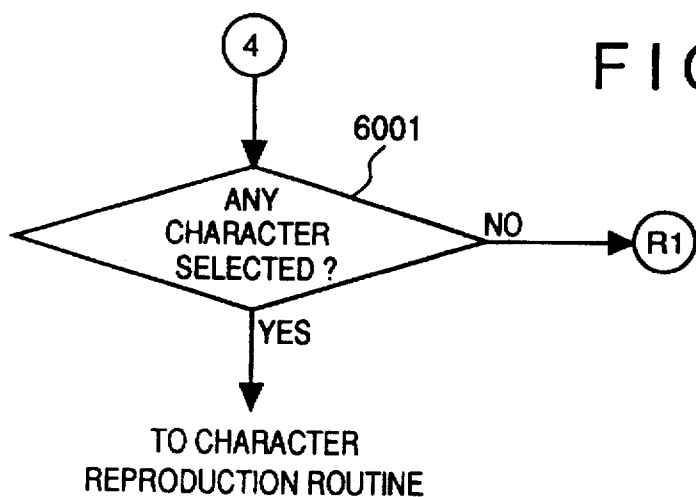 4
FIG
6001
ANY
CHARACTER
SELECTED ?
NO
R1
YES
TO CHARACTER
REPRODUCTION ROUTINE